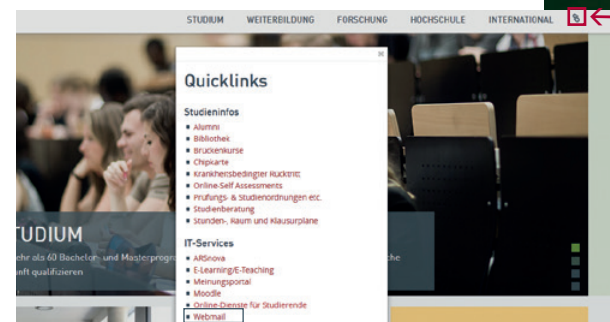 STUDIUM WEITERBILDUNG FORSCHUNG HOCHSCHULE INTERNATIONAL
Quicklinks
Studieninfos
Alumni
Bibliothek
Brückenkurse
Chipkarte
Krankheitsbedingter Rücktritt
Online-Self Assessments
Prüfungs- & Studienordnungen etc.
Studienberatung
Stunden-, Raum und Klausurpläne
IT-Services
ARSnova
E-Learning/E-Teaching
Meinungsportal
Moodle
Online-Dienste für Studierende
Webmail
TUDIUM
ehr als 60 Bachelor- und Masterprogr
che
unft qualifizieren